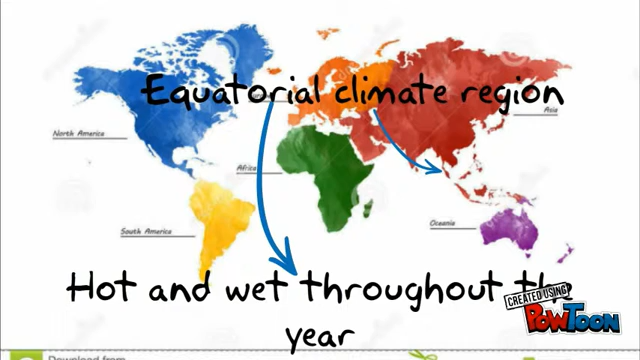 Equatorial climate region
North America
Asia
Africa
South America
Oceania
Hot and wet throughout the
year
CREATED USING
POWTOON
Download from